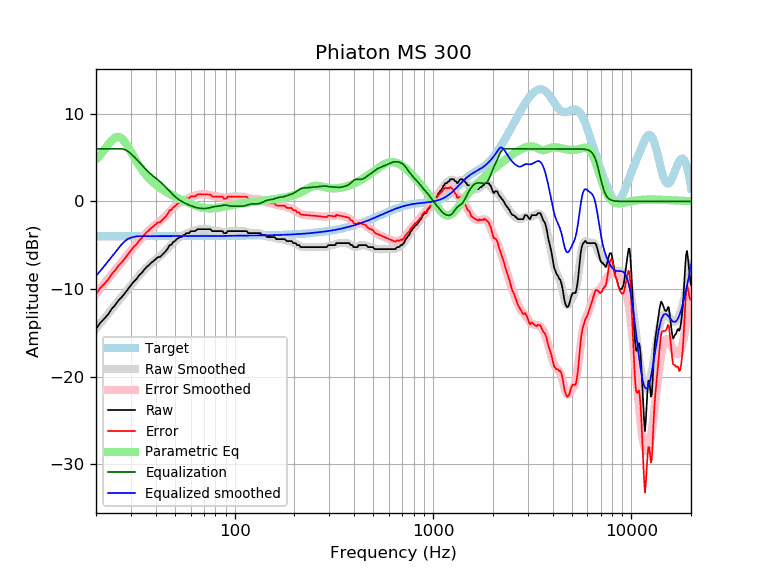 Phiaton MS 300
Amplitude (dBr)
10
0
−10
−20
−30
Target
Raw Smoothed
Error Smoothed
Raw
Error
Parametric Eq
Equalization
Equalized smoothed
100
1000
10000
Frequency (Hz)